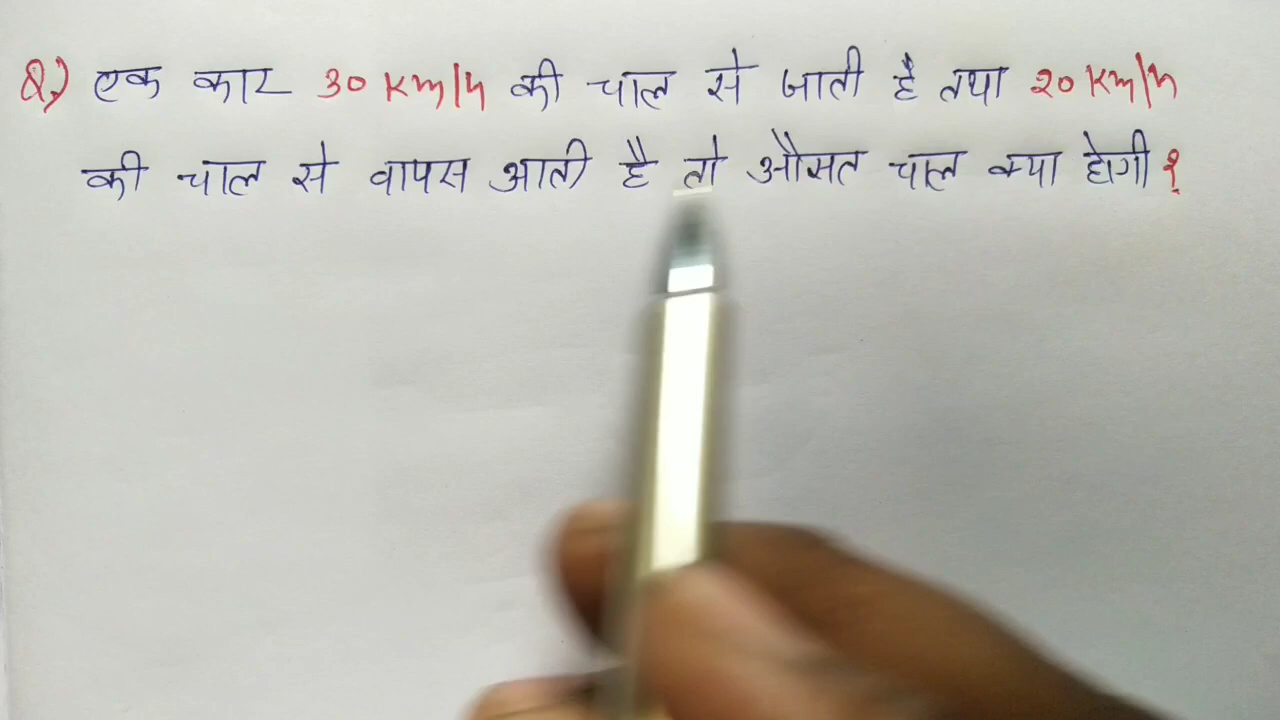 Q.) एक कार 30 km/h की चाल से जाती है तथा 20 km/h
की चाल से वापस आती है तो औसत चाल क्या होगी ?